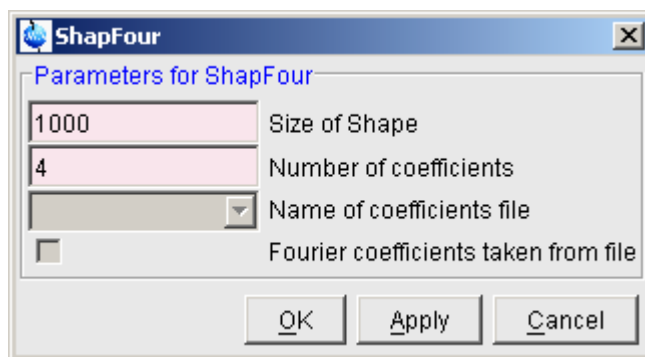 ShapFour
Parameters for ShapFour
1000 Size of Shape
4 Number of coefficients
Name of coefficients file
Fourier coefficients taken from file
OK Apply Cancel